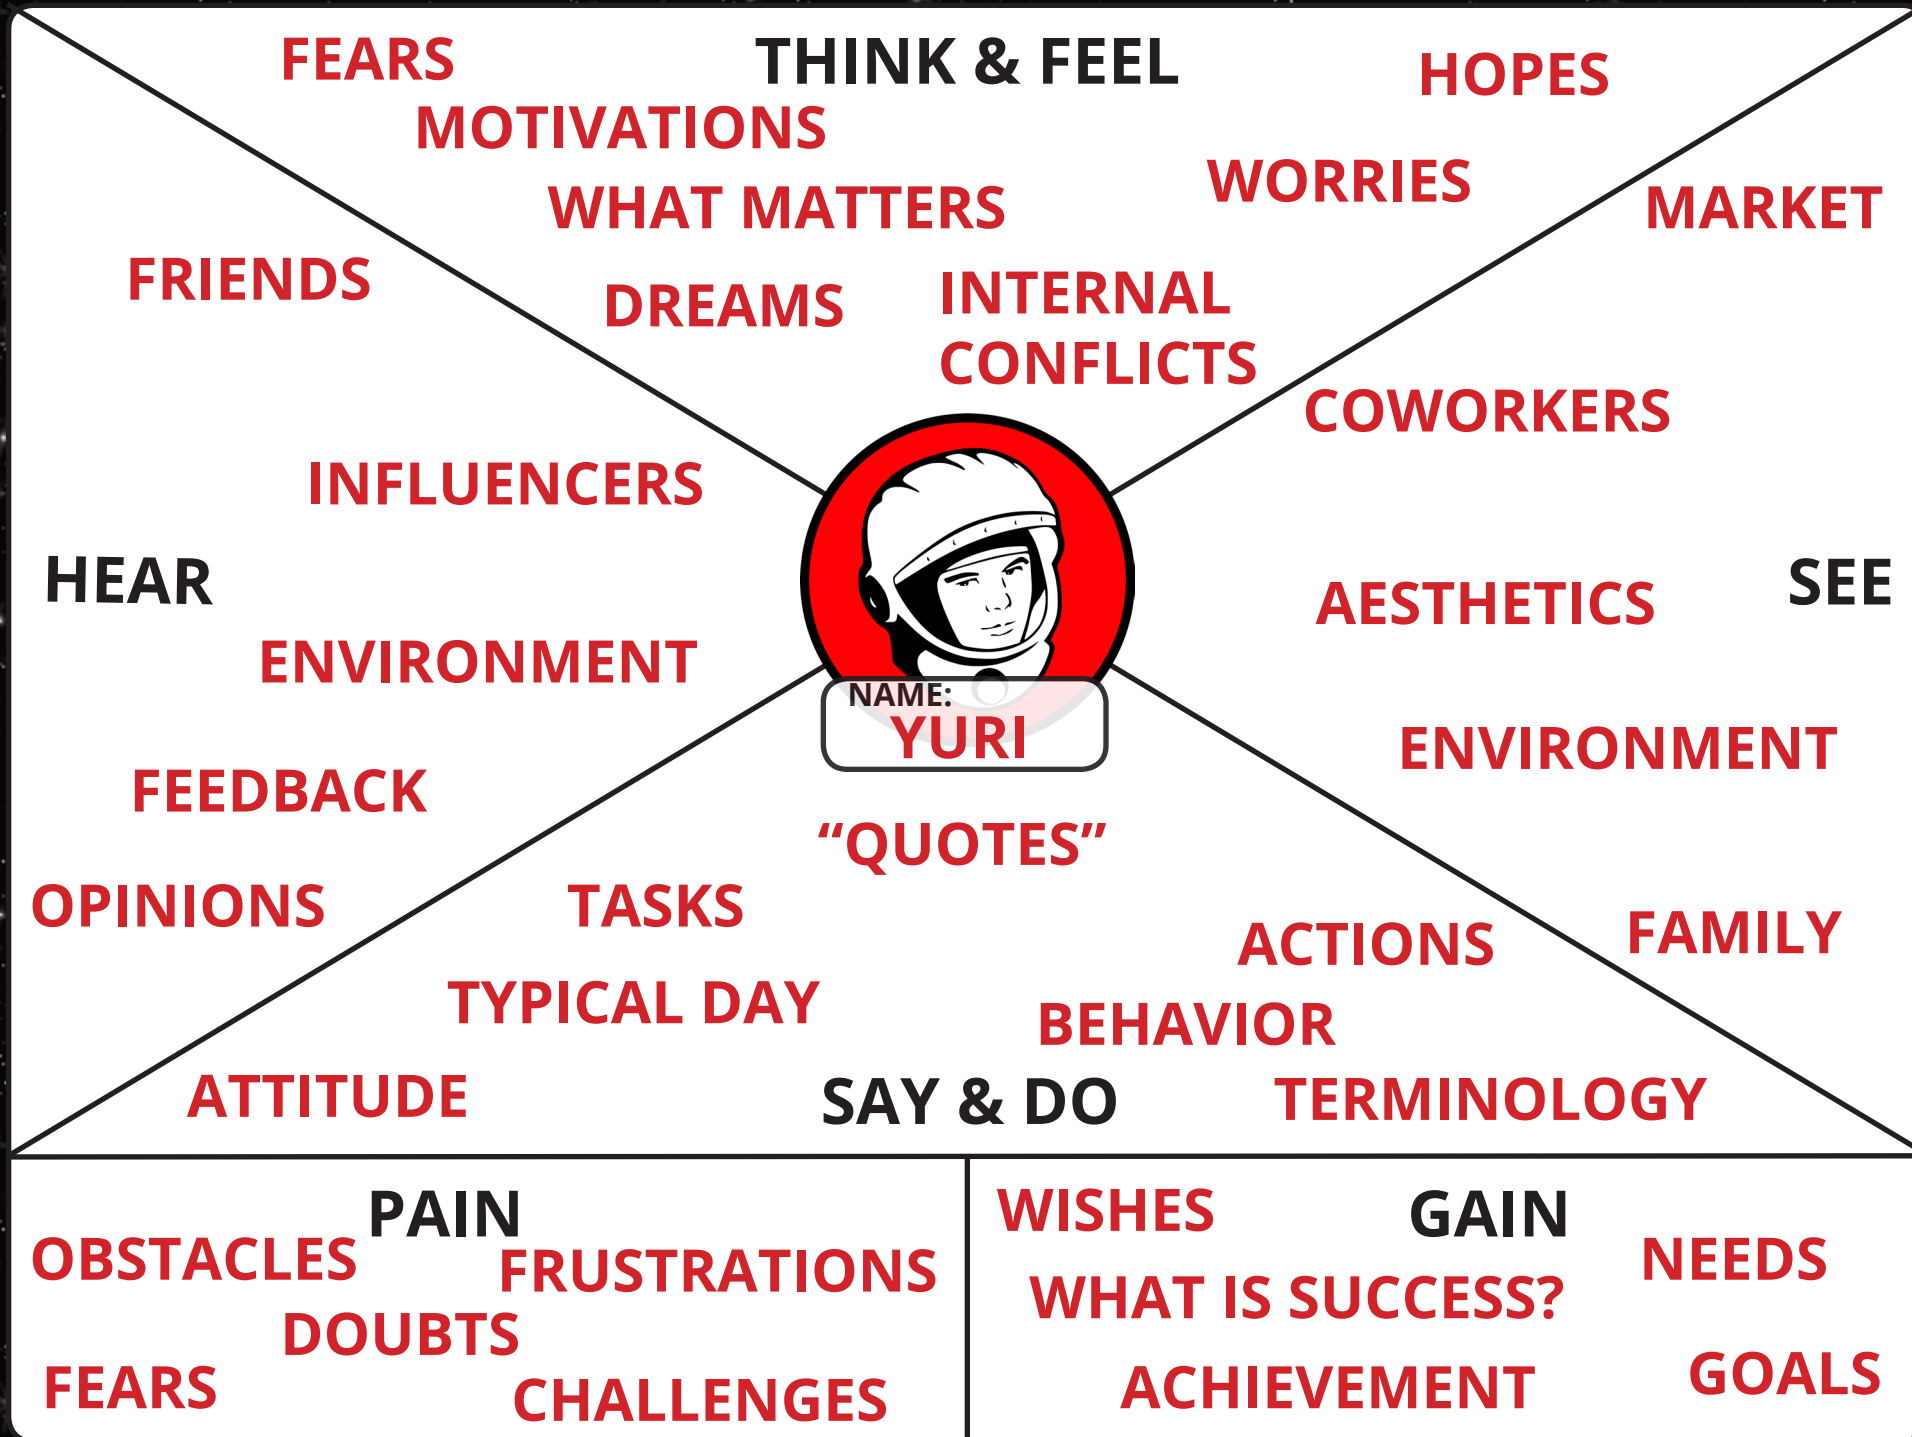 FEARS
THINK & FEEL
HOPES
MOTIVATIONS
WHAT MATTERS
WORRIES
DREAMS
INTERNAL
CONFLICTS
FRIENDS
INFLUENCERS
HEAR
ENVIRONMENT
FEEDBACK
OPINIONS
MARKET
COWORKERS
AESTHETICS
SEE
ENVIRONMENT
FAMILY
NAME:
YURI
“QUOTES”
TASKS
ACTIONS
TYPICAL DAY
BEHAVIOR
ATTITUDE
SAY & DO
TERMINOLOGY
PAIN
OBSTACLES
FRUSTRATIONS
DOUBTS
FEARS
CHALLENGES
WISHES
GAIN
NEEDS
WHAT IS SUCCESS?
ACHIEVEMENT
GOALS